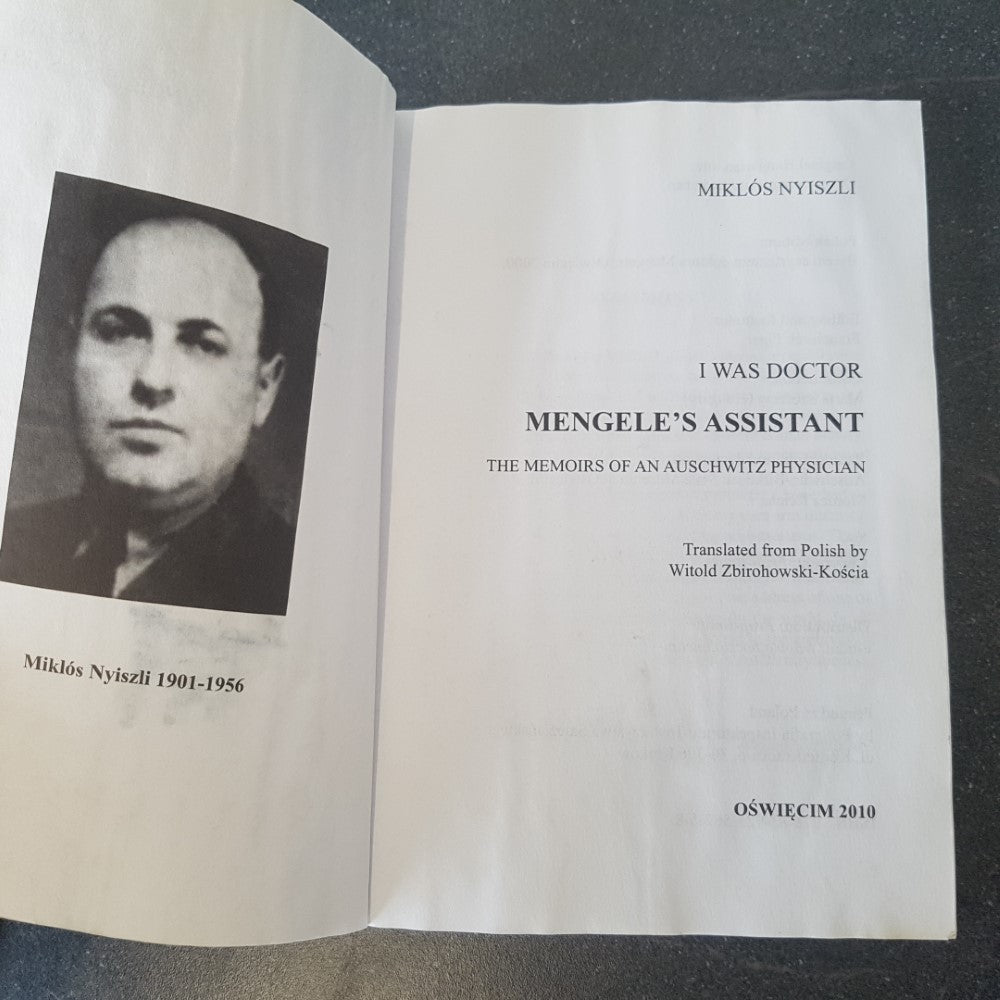 Miklós Nyiszli 1901-1956
MIKLÓS NYISZLI
I WAS DOCTOR
MENGELE'S ASSISTANT
THE MEMOIRS OF AN AUSCHWITZ PHYSICIAN
Translated from Polish by
Witold Zbirohowski-Kościa
OŚWIĘCIM 2010